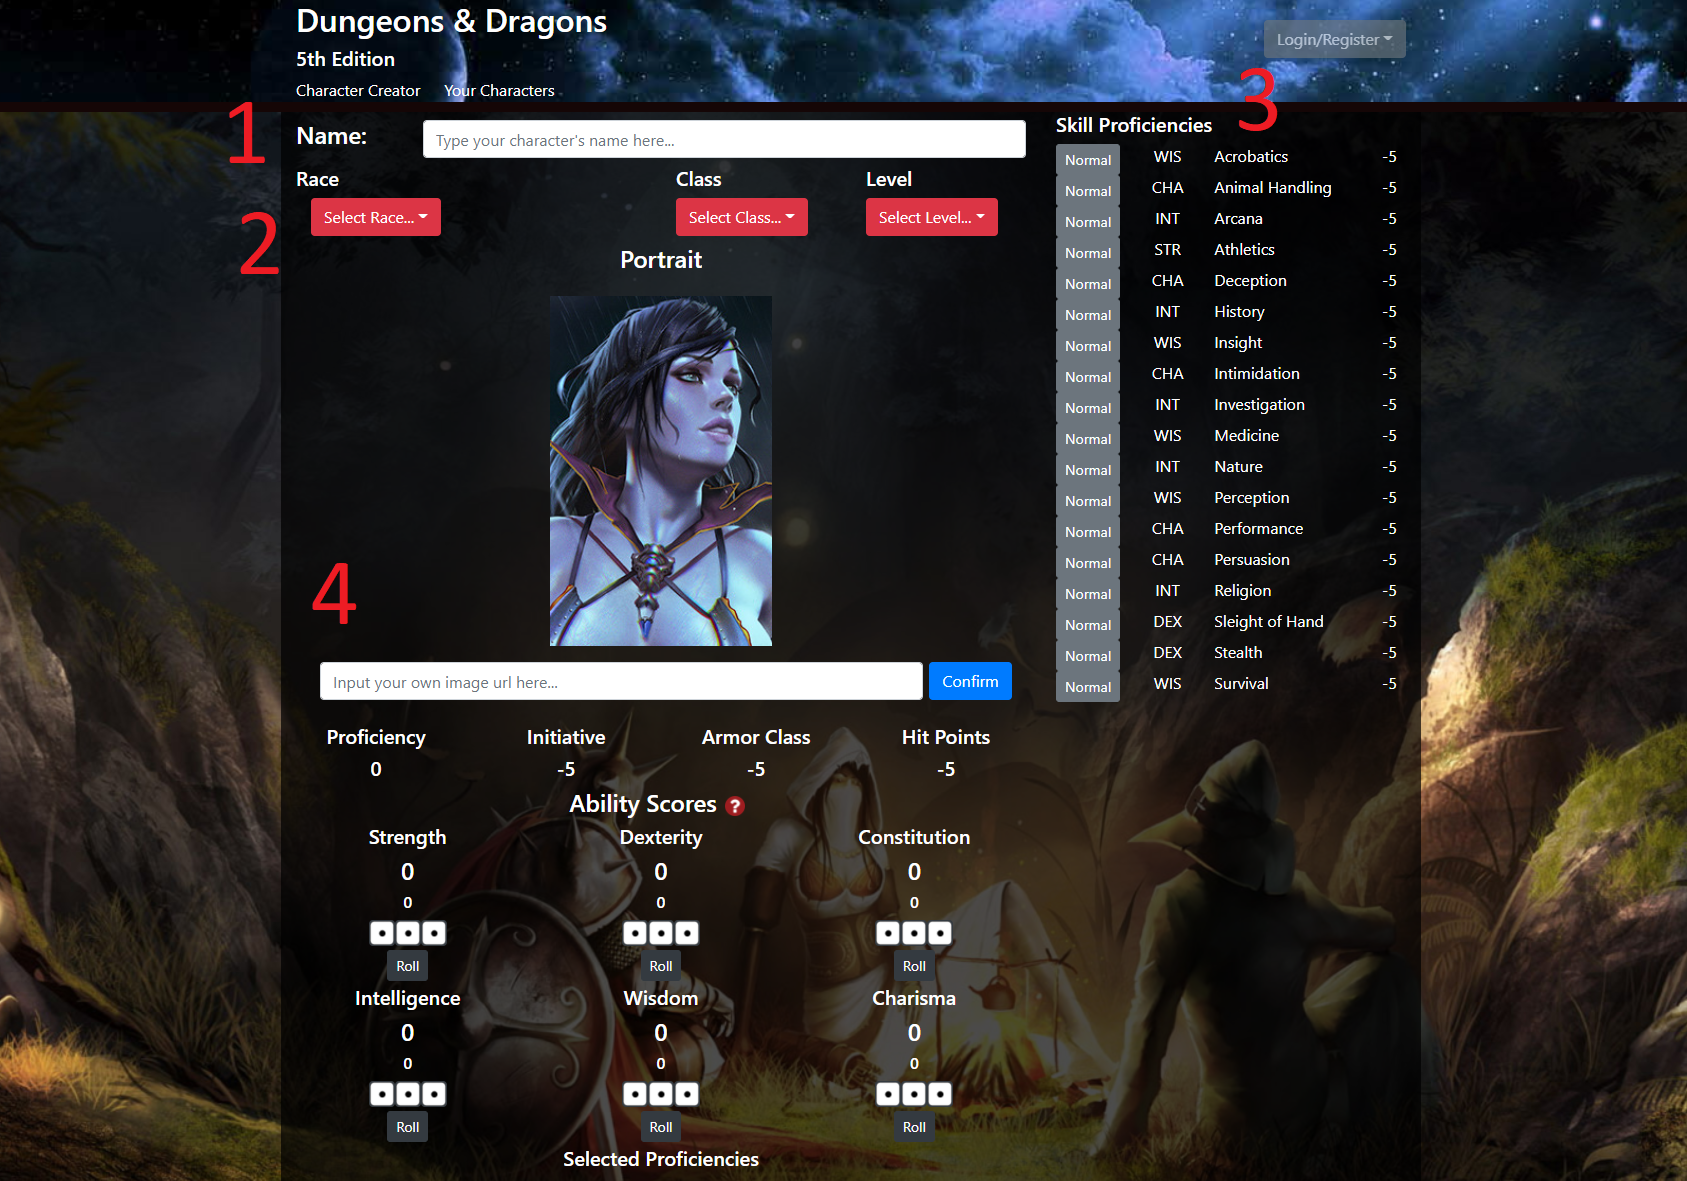 Dungeons & Dragons
5th Edition
Character Creator Your Characters
Login/Register
1
Name:
Type your character's name here...
2
Race
Class
Level
Select Race...
Select Class...
Select Level...
Portrait
4
Input your own image url here...
Confirm
Proficiency
Initiative
Armor Class
Hit Points
0
-5
-5
-5
Ability Scores ?
Strength
Dexterity
Constitution
0
0
0
0
0
0
Roll
Roll
Roll
Intelligence
Wisdom
Charisma
0
0
0
0
0
0
Roll
Roll
Roll
Selected Proficiencies
3
Skill Proficiencies
Normal WIS Acrobatics -5
Normal CHA Animal Handling -5
Normal INT Arcana -5
Normal STR Athletics -5
Normal CHA Deception -5
Normal INT History -5
Normal WIS Insight -5
Normal CHA Intimidation -5
Normal INT Investigation -5
Normal WIS Medicine -5
Normal INT Nature -5
Normal WIS Perception -5
Normal CHA Performance -5
Normal CHA Persuasion -5
Normal INT Religion -5
Normal DEX Sleight of Hand -5
Normal DEX Stealth -5
Normal WIS Survival -5